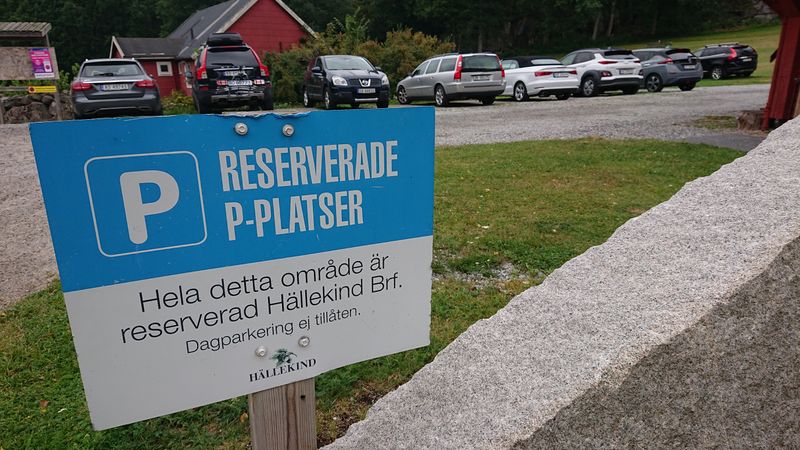 P
RESERVERADE
P-PLATSER
Hela detta område är
reserverad Hällekind Brf.
Dagparkering ej tillåten.
HÄLLEKIND